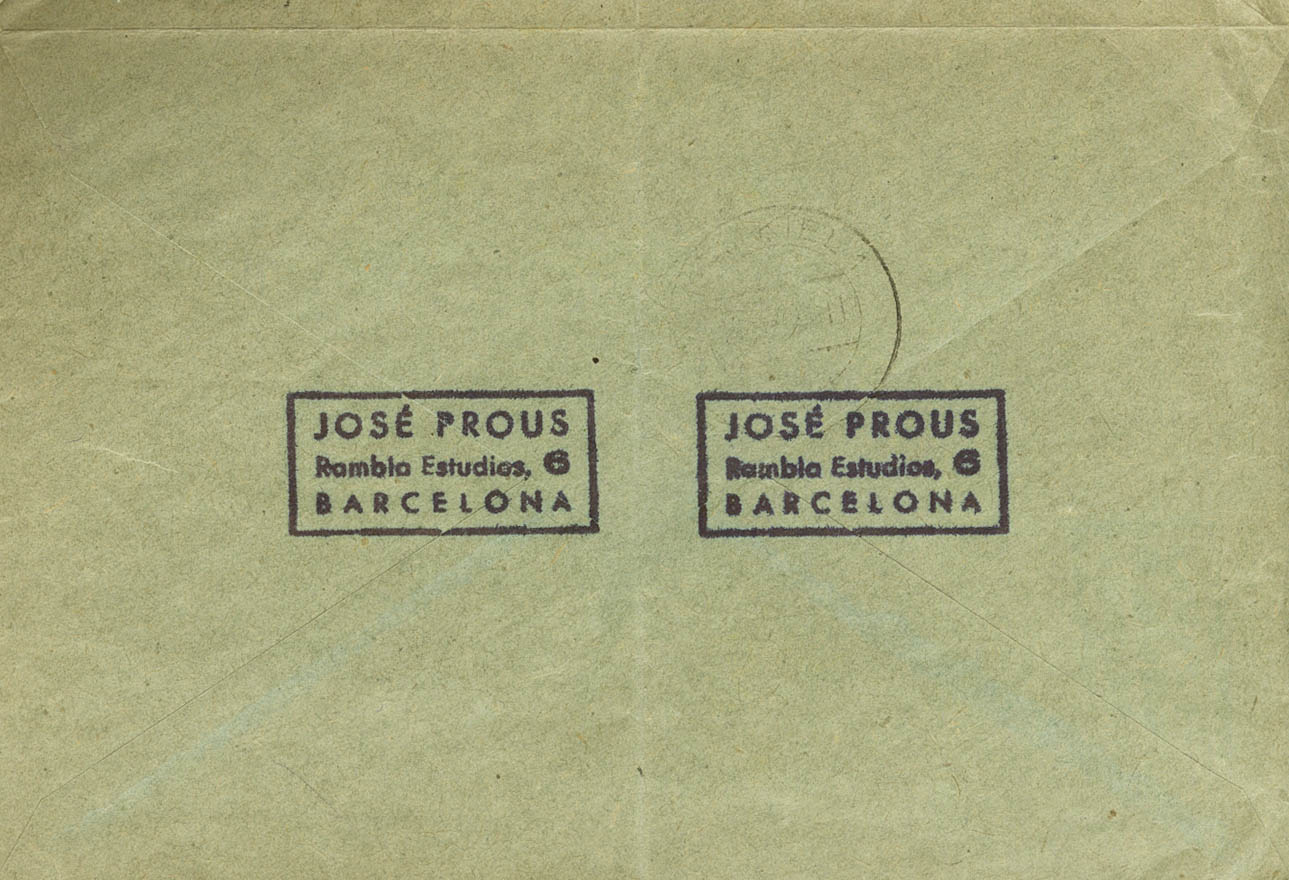 JOSÉ PROUS
Rambla Estudios, 6
BARCELONA
JOSÉ PROUS
Rambla Estudios, 6
BARCELONA